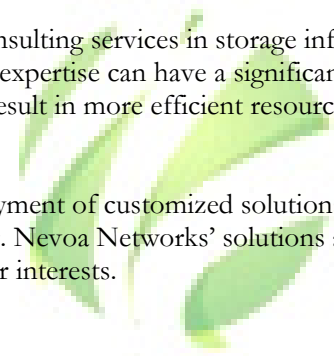 nsulting services in storage inf
expertise can have a significan
esult in more efficient resourc
yment of customized solution
. Nevoa Networks' solutions
r interests.